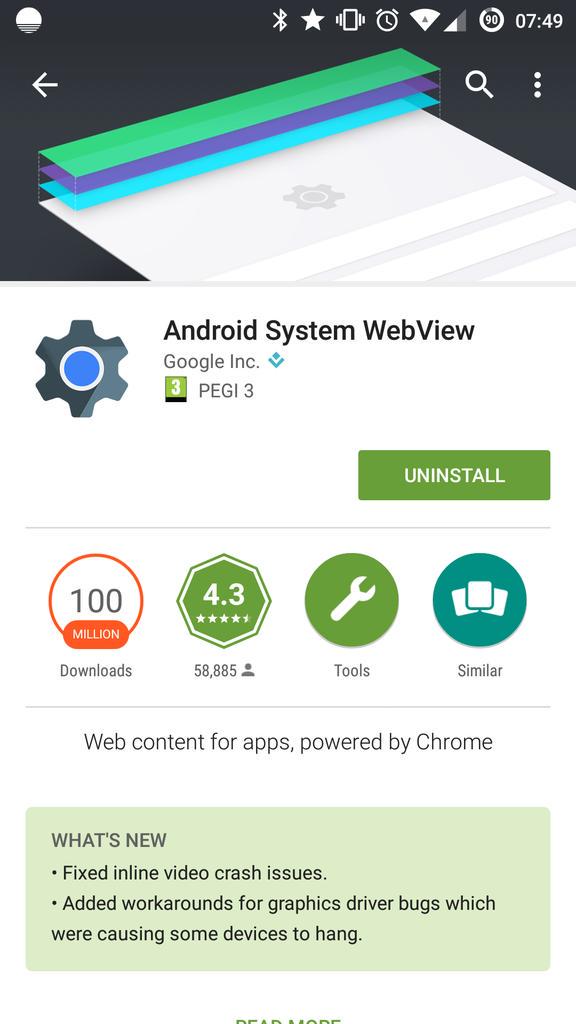 90 07:49
Android System WebView
Google Inc.
3 PEGI 3
UNINSTALL
100
MILLION
4.3
Downloads
58,885
Tools
Similar
Web content for apps, powered by Chrome
WHAT'S NEW
• Fixed inline video crash issues.
• Added workarounds for graphics driver bugs which
were causing some devices to hang.
READ MORE